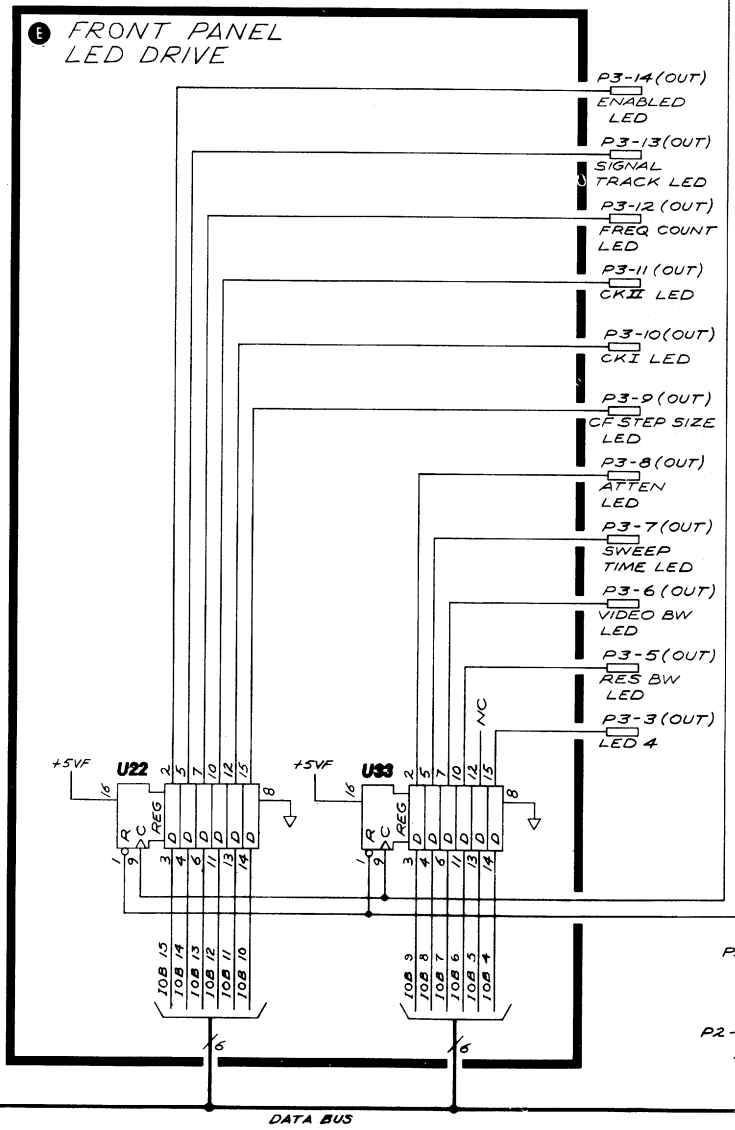 E FRONT PANEL
LED DRIVE
P3-14(OUT)
ENABLED
LED
P3-13(OUT)
SIGNAL
TRACK LED
P3-12(OUT)
FREQ COUNT
LED
P3-11(OUT)
CKII LED
P3-10(OUT)
CKI LED
P3-9(OUT)
CF STEP SIZE
LED
P3-8(OUT)
ATTEN
LED
P3-7(OUT)
SWEEP
TIME LED
P3-6(OUT)
VIDEO BW
LED
P3-5(OUT)
RES BW
LED
P3-3(OUT)
LED 4
NC
+5VF
U22
2 5 7 10 12 15
16
8
R C REG
D D D D D D
1 9 3 4 6 11 13 14
+5VF
U33
2 5 7 10 12 15
16
8
R C REG
D D D D D D
1 9 3 4 6 11 13 14
IOB 15
IOB 14
IOB 13
IOB 12
IOB 11
IOB 10
IOB 9
IOB 8
IOB 7
IOB 6
IOB 5
IOB 4
6
6
P2-
DATA BUS